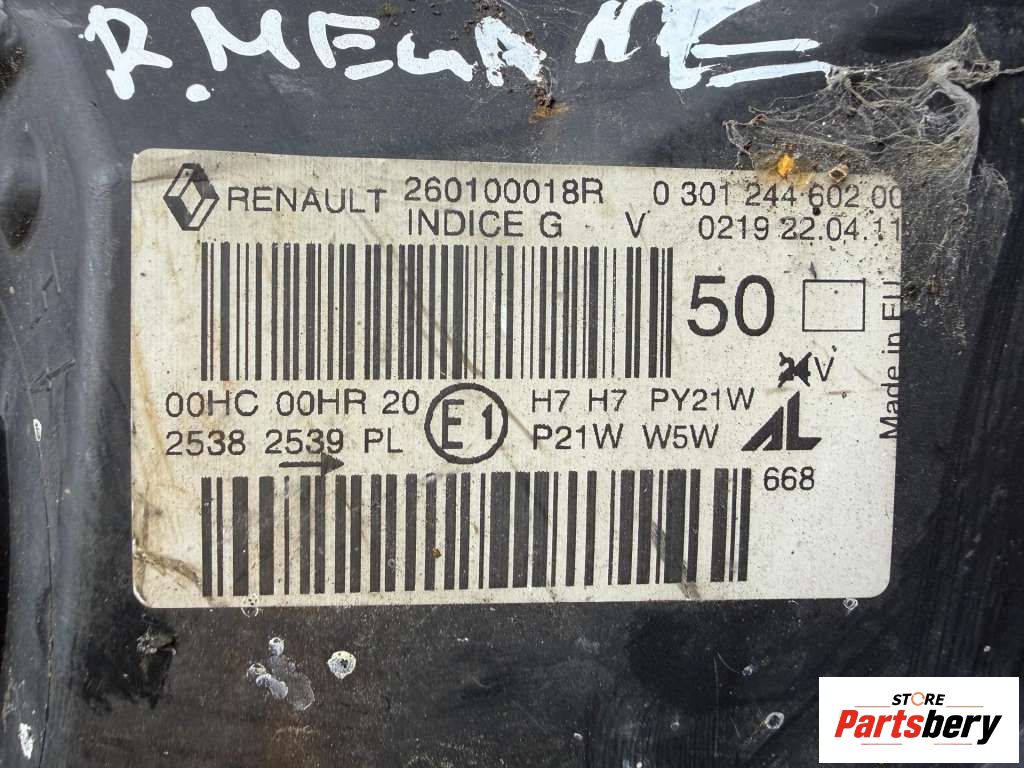 R.MEGANE
RENAULT 260100018R 0 301 244 602 00
INDICE G V 0219 22.04.11
50
Made in EU
24V
00HC 00HR 20 E1 H7 H7 PY21W
2538 2539 PL P21W W5W AL
668
STORE
Partsbery